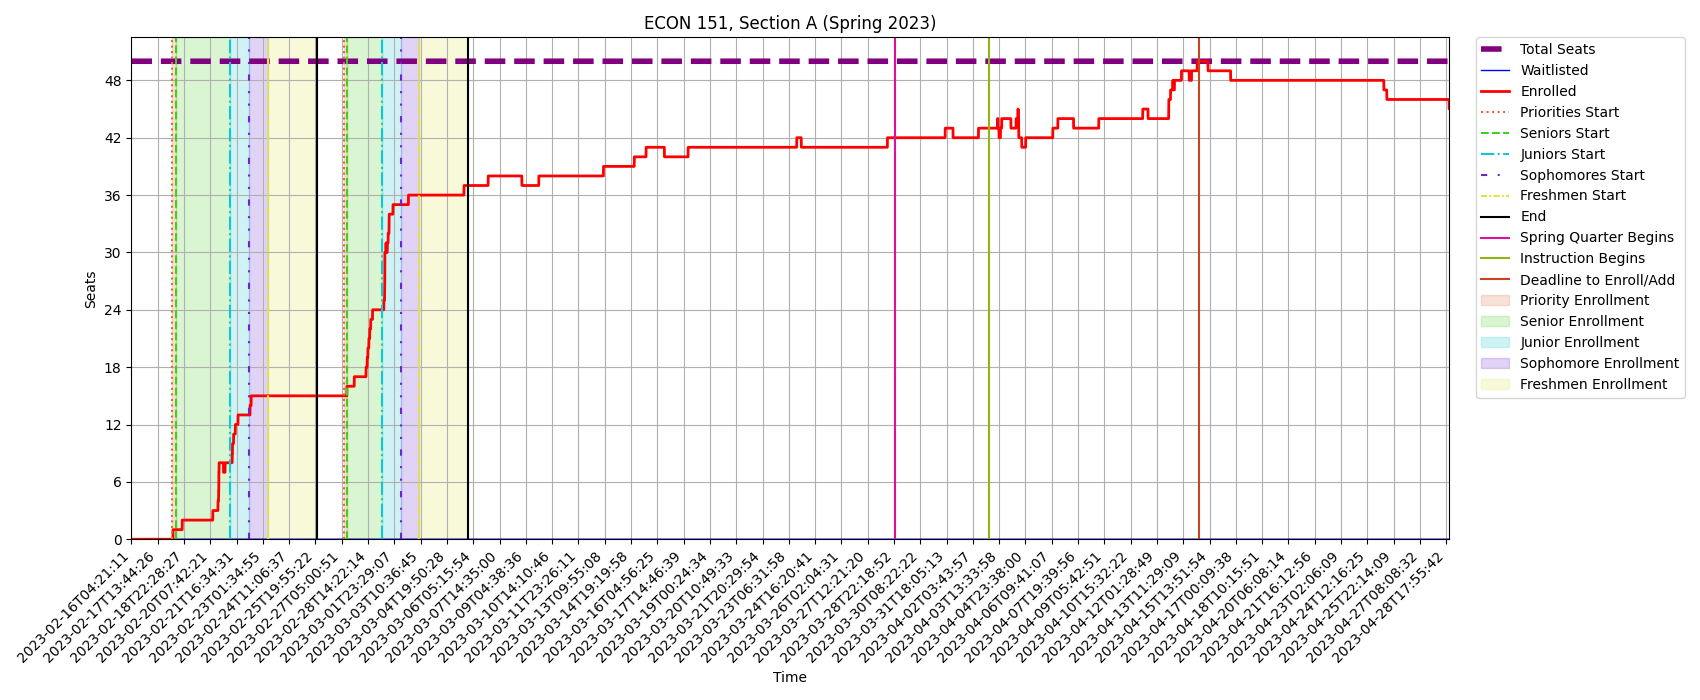 ECON 151, Section A (Spring 2023)
Total Seats
Waitlisted
Enrolled
Priorities Start
Seniors Start
Juniors Start
Sophomores Start
Freshmen Start
End
Spring Quarter Begins
Instruction Begins
Deadline to Enroll/Add
Priority Enrollment
Senior Enrollment
Junior Enrollment
Sophomore Enrollment
Freshmen Enrollment
Seats
48
42
36
30
24
18
12
6
0
2023-02-16T04:21:11
2023-02-17T13:44:26
2023-02-18T22:28:27
2023-02-20T07:42:21
2023-02-21T16:34:31
2023-02-23T01:34:55
2023-02-24T11:06:37
2023-02-25T19:55:22
2023-02-27T05:00:51
2023-02-28T14:22:14
2023-03-01T23:29:07
2023-03-03T10:36:45
2023-03-04T19:50:28
2023-03-06T05:15:54
2023-03-07T14:35:00
2023-03-09T04:38:36
2023-03-10T14:10:46
2023-03-11T23:26:11
2023-03-13T09:55:08
2023-03-14T19:19:58
2023-03-16T04:56:25
2023-03-17T14:46:39
2023-03-19T00:24:34
2023-03-20T10:49:33
2023-03-21T20:29:54
2023-03-23T06:31:58
2023-03-24T16:20:41
2023-03-26T02:04:31
2023-03-27T12:21:20
2023-03-28T22:18:52
2023-03-30T08:22:22
2023-03-31T18:05:13
2023-04-02T03:43:57
2023-04-03T13:33:58
2023-04-04T23:38:00
2023-04-06T09:41:07
2023-04-07T19:39:56
2023-04-09T05:42:51
2023-04-10T15:32:22
2023-04-12T01:28:49
2023-04-13T11:29:09
2023-04-15T13:51:54
2023-04-17T00:09:38
2023-04-18T10:15:51
2023-04-20T06:08:14
2023-04-21T16:12:56
2023-04-23T02:06:09
2023-04-24T12:16:25
2023-04-25T22:14:09
2023-04-27T08:08:32
2023-04-28T17:55:42
Time